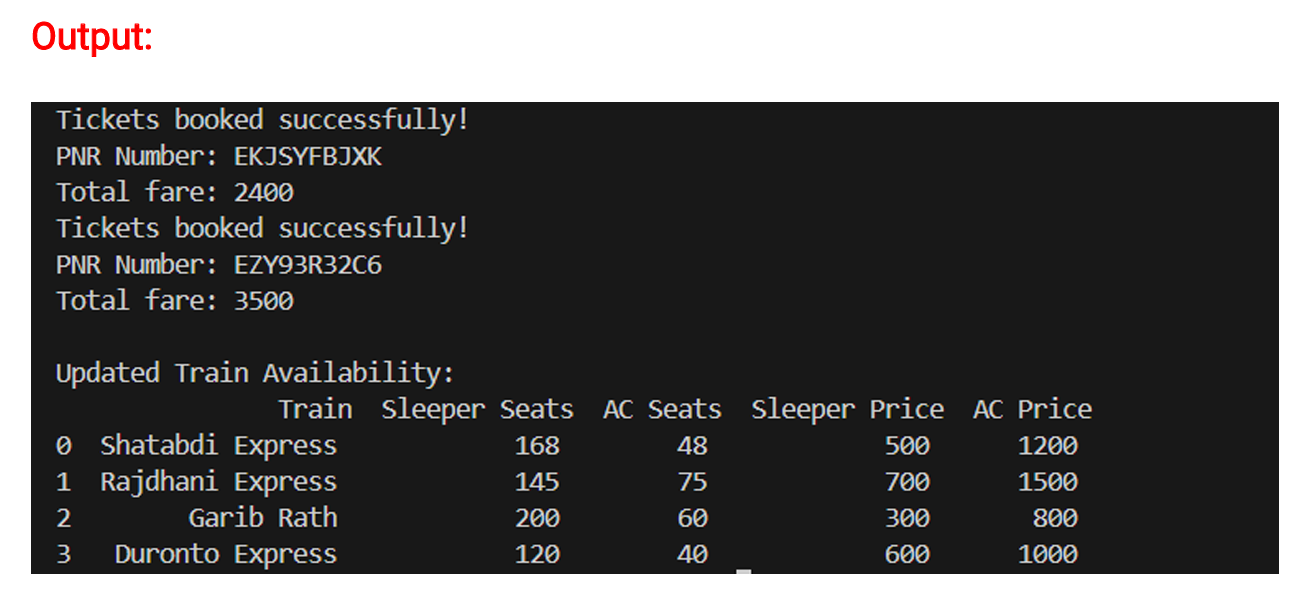 Output:
Tickets booked successfully!
PNR Number: EKJSYFBJXK
Total fare: 2400
Tickets booked successfully!
PNR Number: EZY93R32C6
Total fare: 3500
Updated Train Availability:
Train Sleeper Seats AC Seats Sleeper Price AC Price
0 Shatabdi Express 168 48 500 1200
1 Rajdhani Express 145 75 700 1500
2 Garib Rath 200 60 300 800
3 Duronto Express 120 40 600 1000